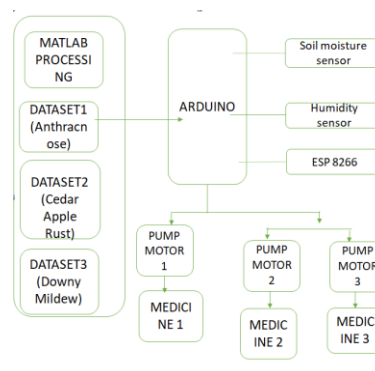 MATLAB
PROCESSI
NG
DATASET1
(Anthracn
ose)
DATASET2
(Cedar
Apple
Rust)
DATASET3
(Downy
Mildew)
ARDUINO
Soil moisture
sensor
Humidity
sensor
ESP 8266
PUMP
MOTOR
1
MEDICI
NE 1
PUMP
MOTOR
2
MEDIC
INE 2
PUMP
MOTOR
3
MEDIC
INE 3